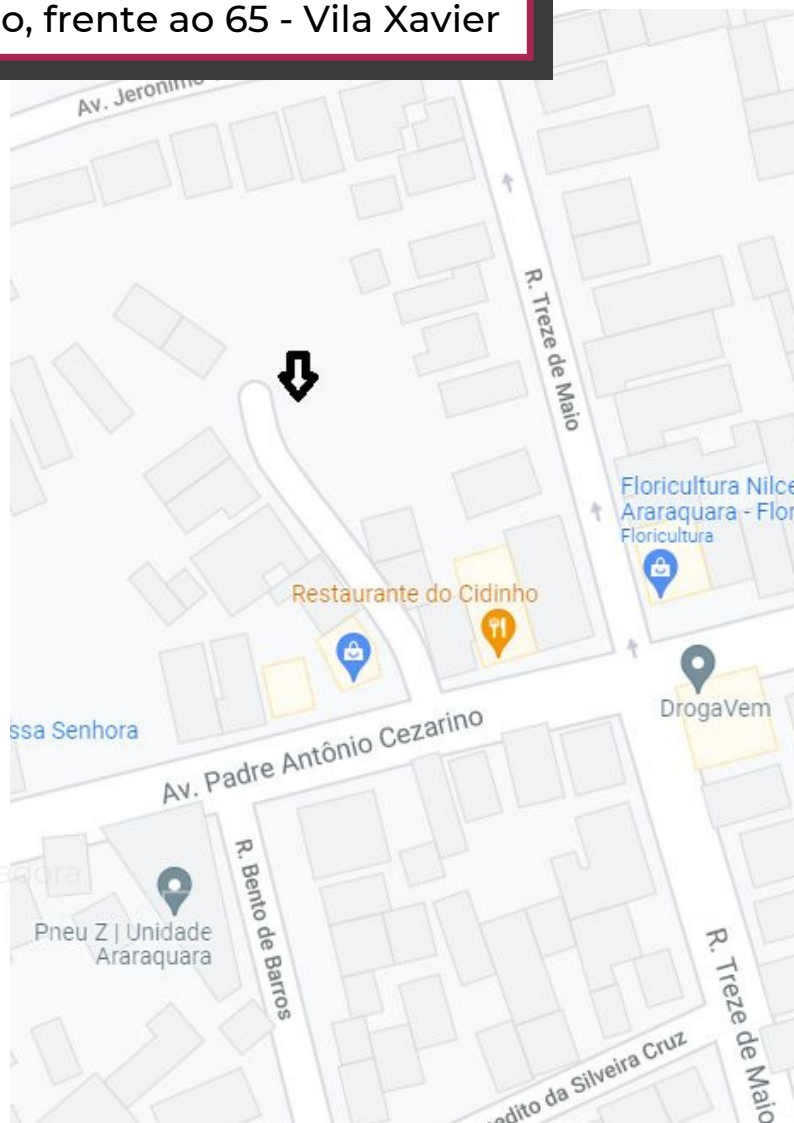 o, frente ao 65 - Vila Xavier
Av. Jeronimo
R. Treze de Maio
Floricultura Nilce
Araraquara - Flor
Floricultura
Restaurante do Cidinho
DrogaVem
ssa Senhora
Av. Padre Antônio Cezarino
R. Bento de Barros
Pneu Z | Unidade
Araraquara
R. Treze de Maio
edito da Silveira Cruz